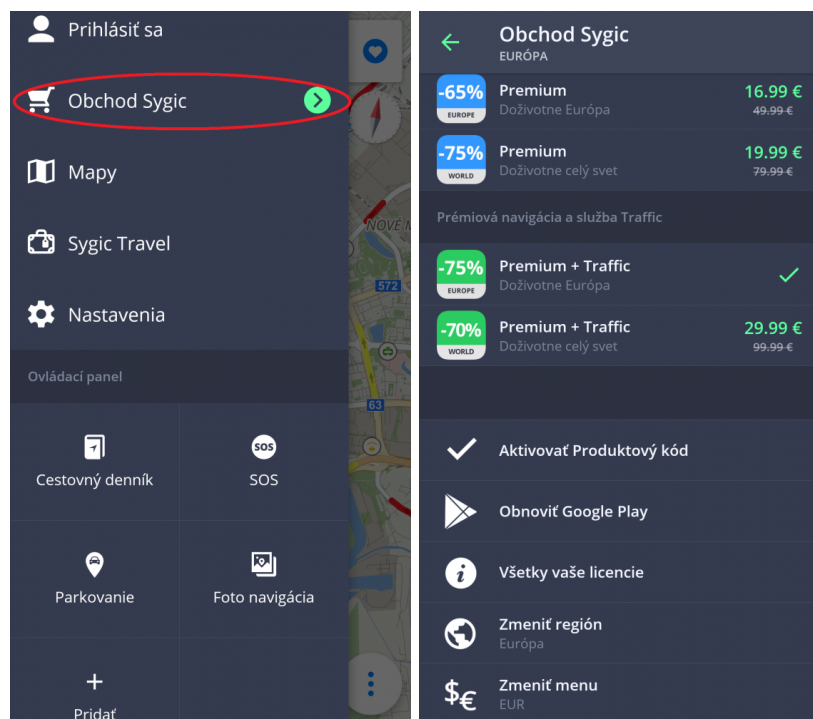 Prihlásiť sa
Obchod Sygic
Mapy
Sygic Travel
Nastavenia
Ovládací panel
Cestovný denník
SOS
SOS
Parkovanie
Foto navigácia
Pridať
572
63
Obchod Sygic
EURÓPA
-65%
EUROPE
Premium
Doživotne Európa
16.99 €
49.99 €
-75%
WORLD
Premium
Doživotne celý svet
19.99 €
79.99 €
Prémiová navigácia a služba Traffic
-75%
EUROPE
Premium + Traffic
Doživotne Európa
-70%
WORLD
Premium + Traffic
Doživotne celý svet
29.99 €
99.99 €
Aktivovať Produktový kód
Obnoviť Google Play
Všetky vaše licencie
Zmeniť región
Európa
$€
Zmeniť menu
EUR